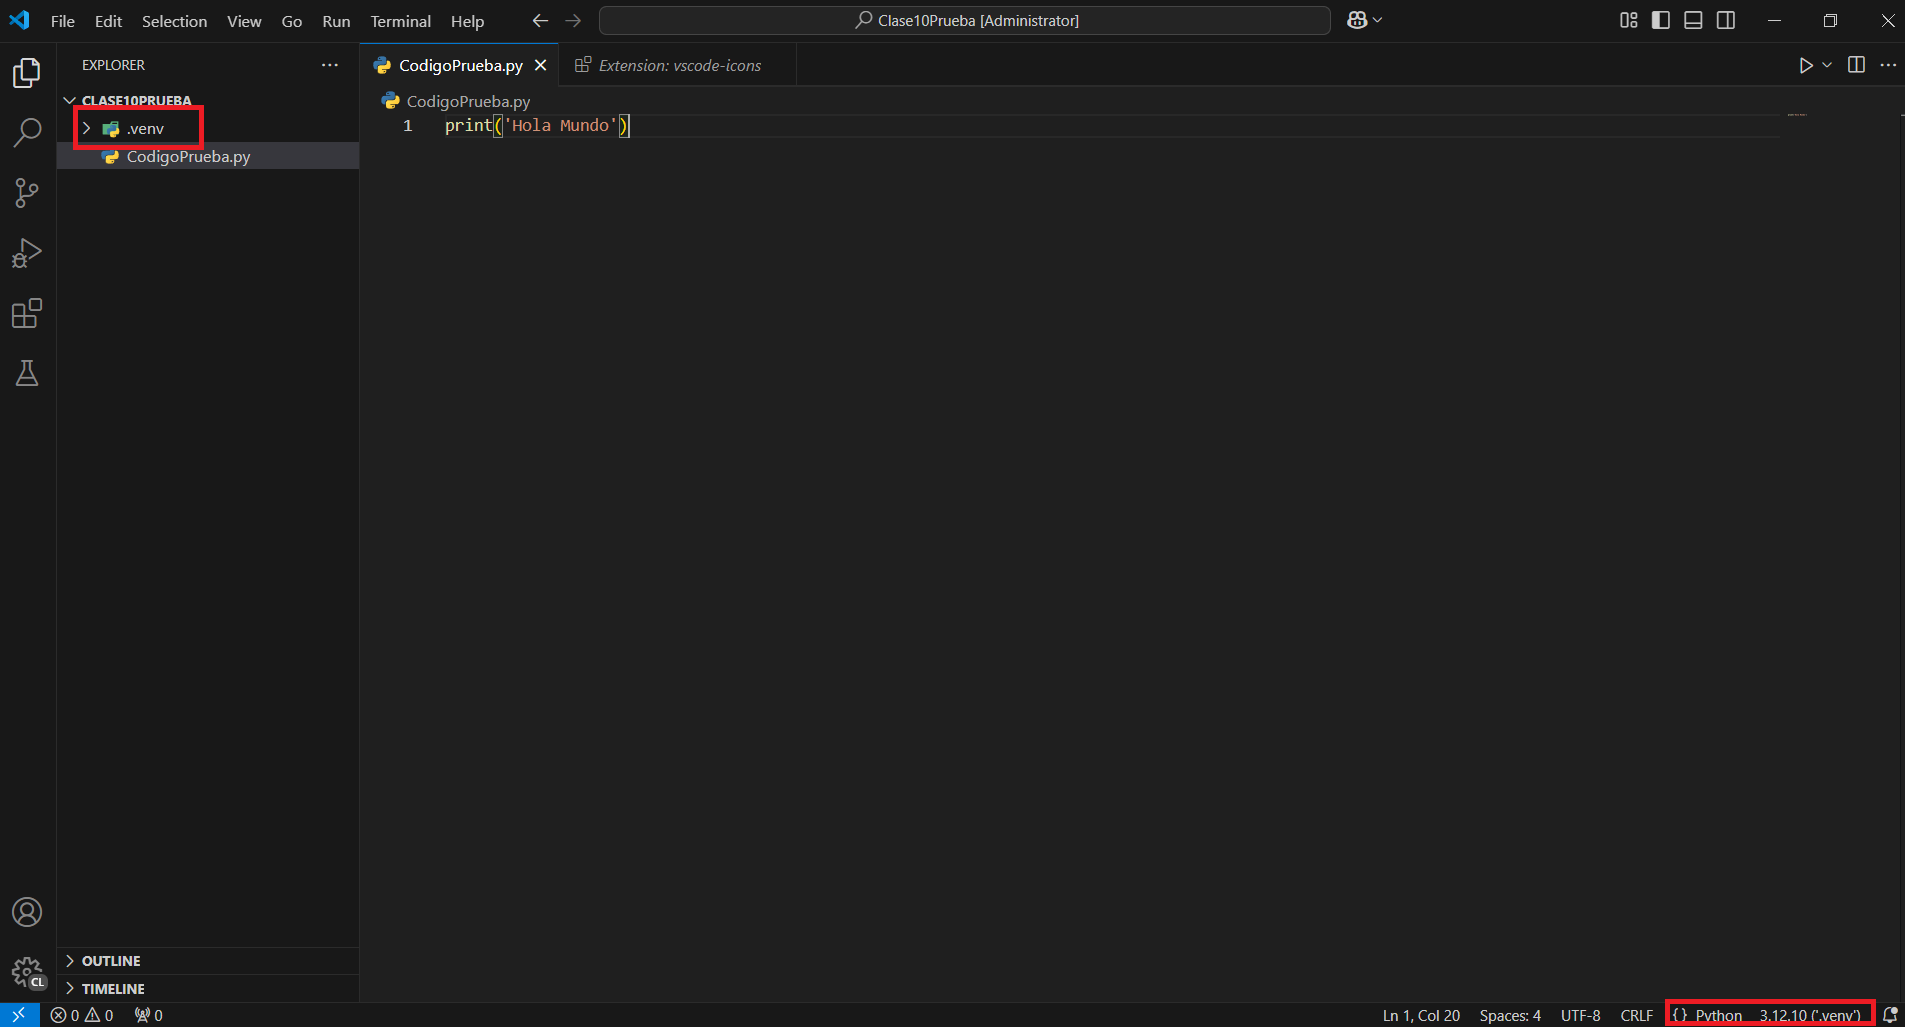 File Edit Selection View Go Run Terminal Help
Clase10Prueba [Administrator]
EXPLORER
CLASE10PRUEBA
.venv
CodigoPrueba.py
CodigoPrueba.py
Extension: vscode-icons
CodigoPrueba.py
1 print('Hola Mundo')
OUTLINE
CL
TIMELINE
0 0 0
Ln 1, Col 20 Spaces: 4 UTF-8 CRLF {} Python 3.12.10 ('.venv')